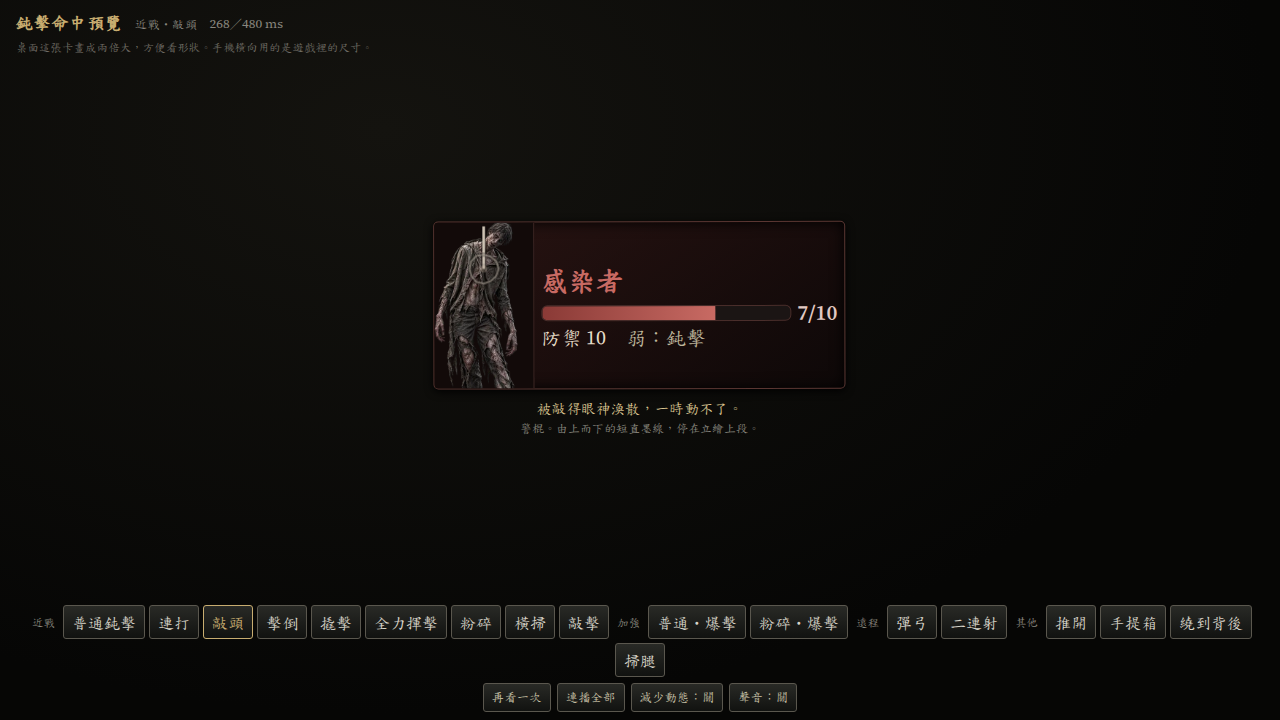 鈍擊命中預覽 近戰・敲頭 268／480 ms
桌面這張卡畫成兩倍大，方便看形狀。手機橫向用的是遊戲裡的尺寸。
感染者
7/10
防禦 10 弱：鈍擊
被敲得眼神渙散，一時動不了。
警棍。由上而下的短直墨線，停在立繪上段。
近戰 普通鈍擊 連打 敲頭 擊倒 撬擊 全力揮擊 粉碎 橫掃 敲擊 加強 普通・爆擊 粉碎・爆擊 遠程 彈弓 二連射 其他 推開 手提箱 繞到背後
掃腿
再看一次 連播全部 減少動態：關 聲音：關